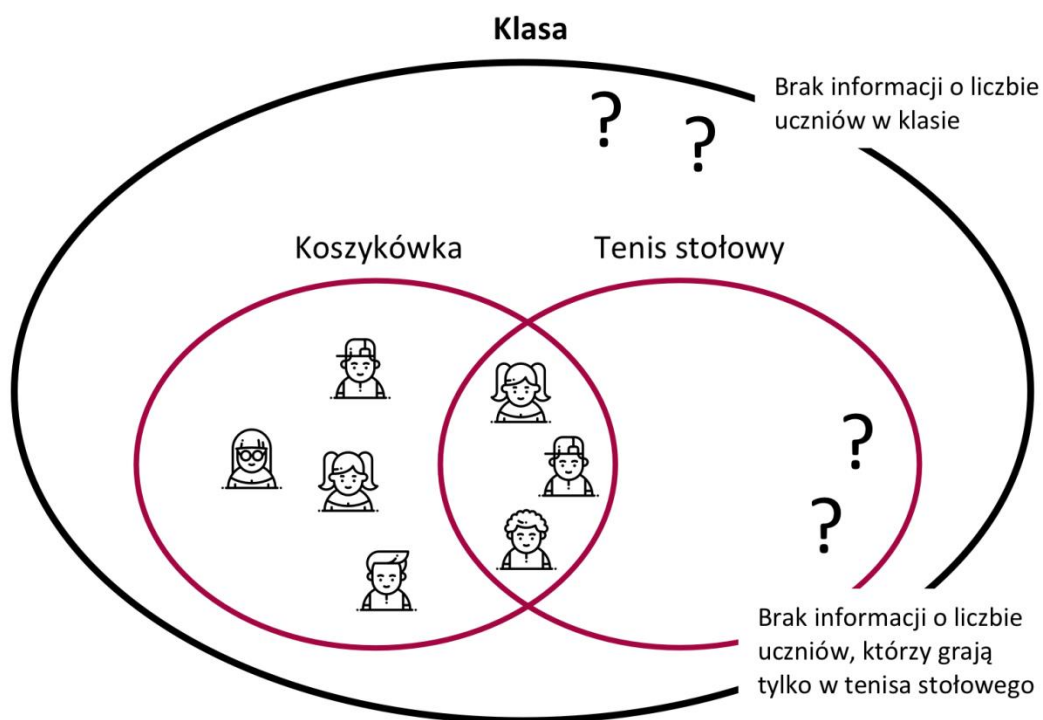 Klasa
Brak informacji o liczbie
uczniów w klasie
? ?
Koszykówka Tenis stołowy
?
?
Brak informacji o liczbie
uczniów, którzy grają
tylko w tenisa stołowego